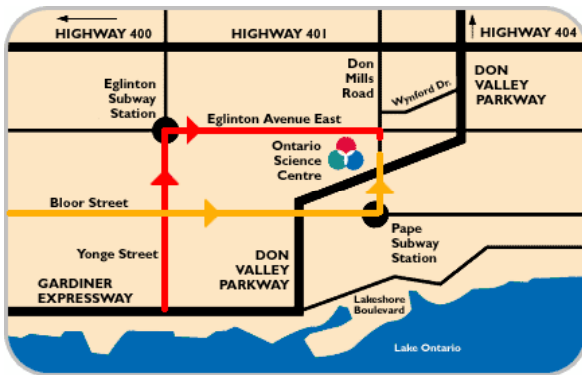 HIGHWAY 400
HIGHWAY 401
HIGHWAY 404
Eglinton
Subway
Station
Don
Mills
Road
Wynford Dr.
DON
VALLEY
PARKWAY
Eglinton Avenue East
Ontario
Science
Centre
Bloor Street
Yonge Street
DON
VALLEY
PARKWAY
Pape
Subway
Station
GARDINER
EXPRESSWAY
Lakeshore
Boulevard
Lake Ontario